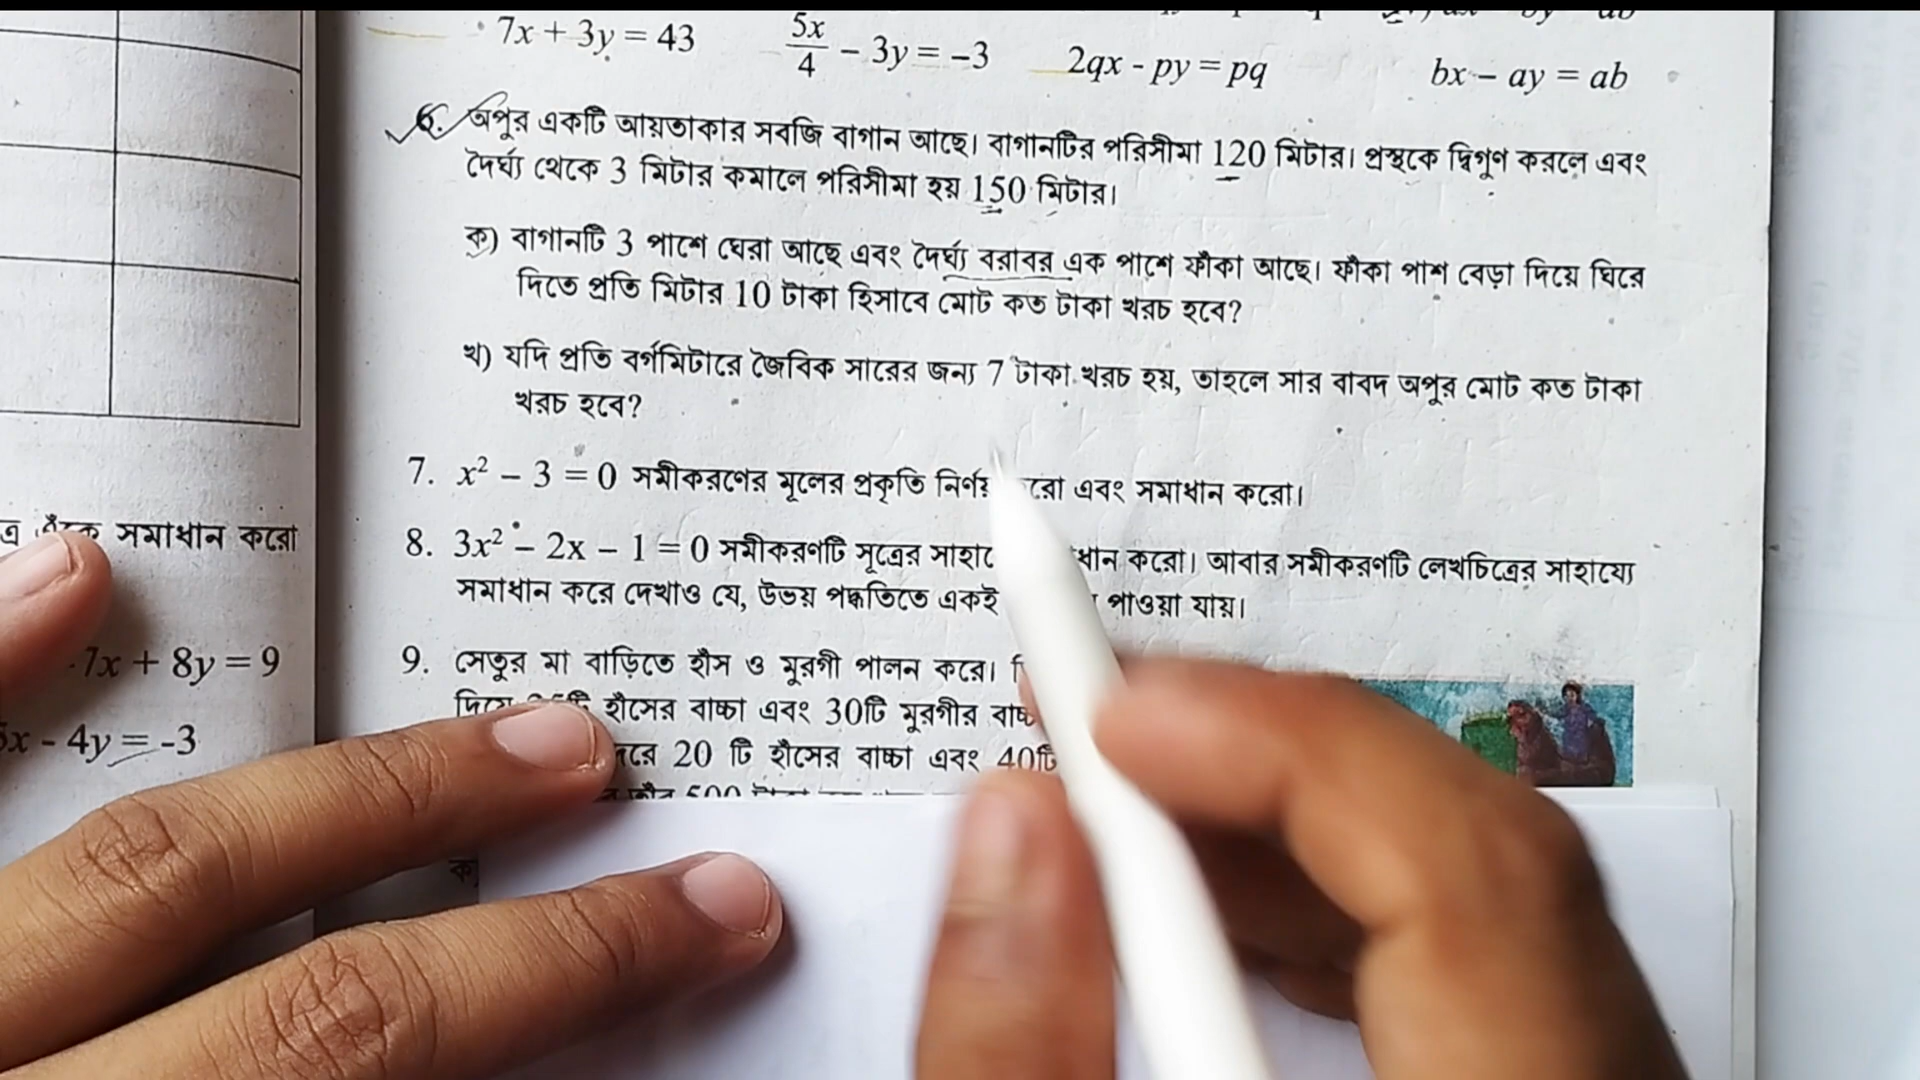 7x + 3y = 43
5x/4 - 3y = -3
2qx - py = pq
bx – ay = ab
6. অপুর একটি আয়তাকার সবজি বাগান আছে। বাগানটির পরিসীমা 120 মিটার। প্রস্থকে দ্বিগুণ করলে এবং
দৈর্ঘ্য থেকে 3 মিটার কমালে পরিসীমা হয় 150 মিটার।
ক) বাগানটি 3 পাশে ঘেরা আছে এবং দৈর্ঘ্য বরাবর এক পাশে ফাঁকা আছে। ফাঁকা পাশ বেড়া দিয়ে ঘিরে
দিতে প্রতি মিটার 10 টাকা হিসাবে মোট কত টাকা খরচ হবে?
খ) যদি প্রতি বর্গমিটারে জৈবিক সারের জন্য 7 টাকা খরচ হয়, তাহলে সার বাবদ অপুর মোট কত টাকা
খরচ হবে?
7. x² – 3 = 0 সমীকরণের মূলের প্রকৃতি এবং সমাধান করো।
8. 3x² – 2x – 1 = 0 সমীকরণটি সূত্রের করো। আবার সমীকরণটি লেখচিত্রের সাহায্যে
সমাধান করে দেখাও যে, উভয় পদ্ধতিতে একই পাওয়া যায়।
9. সেতুর মা বাড়িতে হাঁস ও মুরগী পালন করে।
হাঁসের বাচ্চা এবং 30টি মুরগীর
20 টি হাঁসের বাচ্চা এবং 40টি
500
ক)
সমাধান করো
7x + 8y = 9
5x - 4y = -3